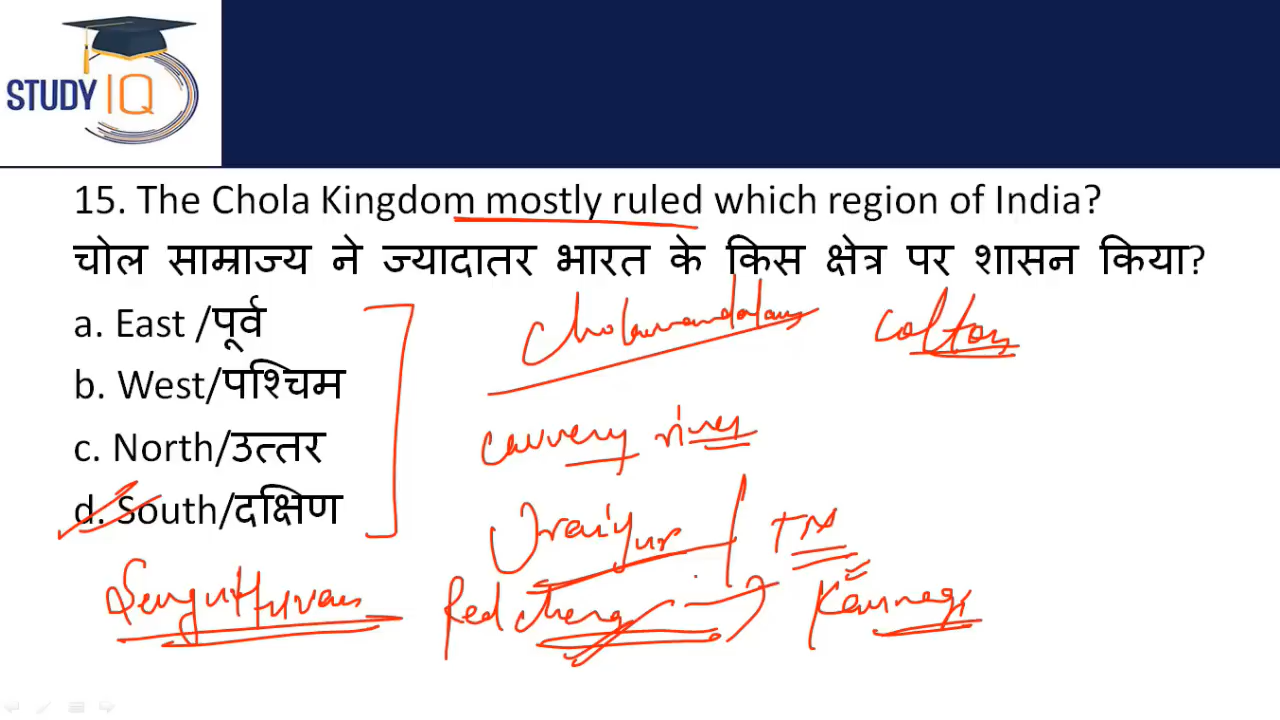 STUDY IQ
15. The Chola Kingdom mostly ruled which region of India?
चोल साम्राज्य ने ज्यादातर भारत के किस क्षेत्र पर शासन किया?
a. East /पूर्व
Cholamandalam
Cotton
b. West/पश्चिम
cauvery river
c. North/उत्तर
d. South/दक्षिण
Uraiyur
TN
Senguttuvan
Red Chera
Kannagi